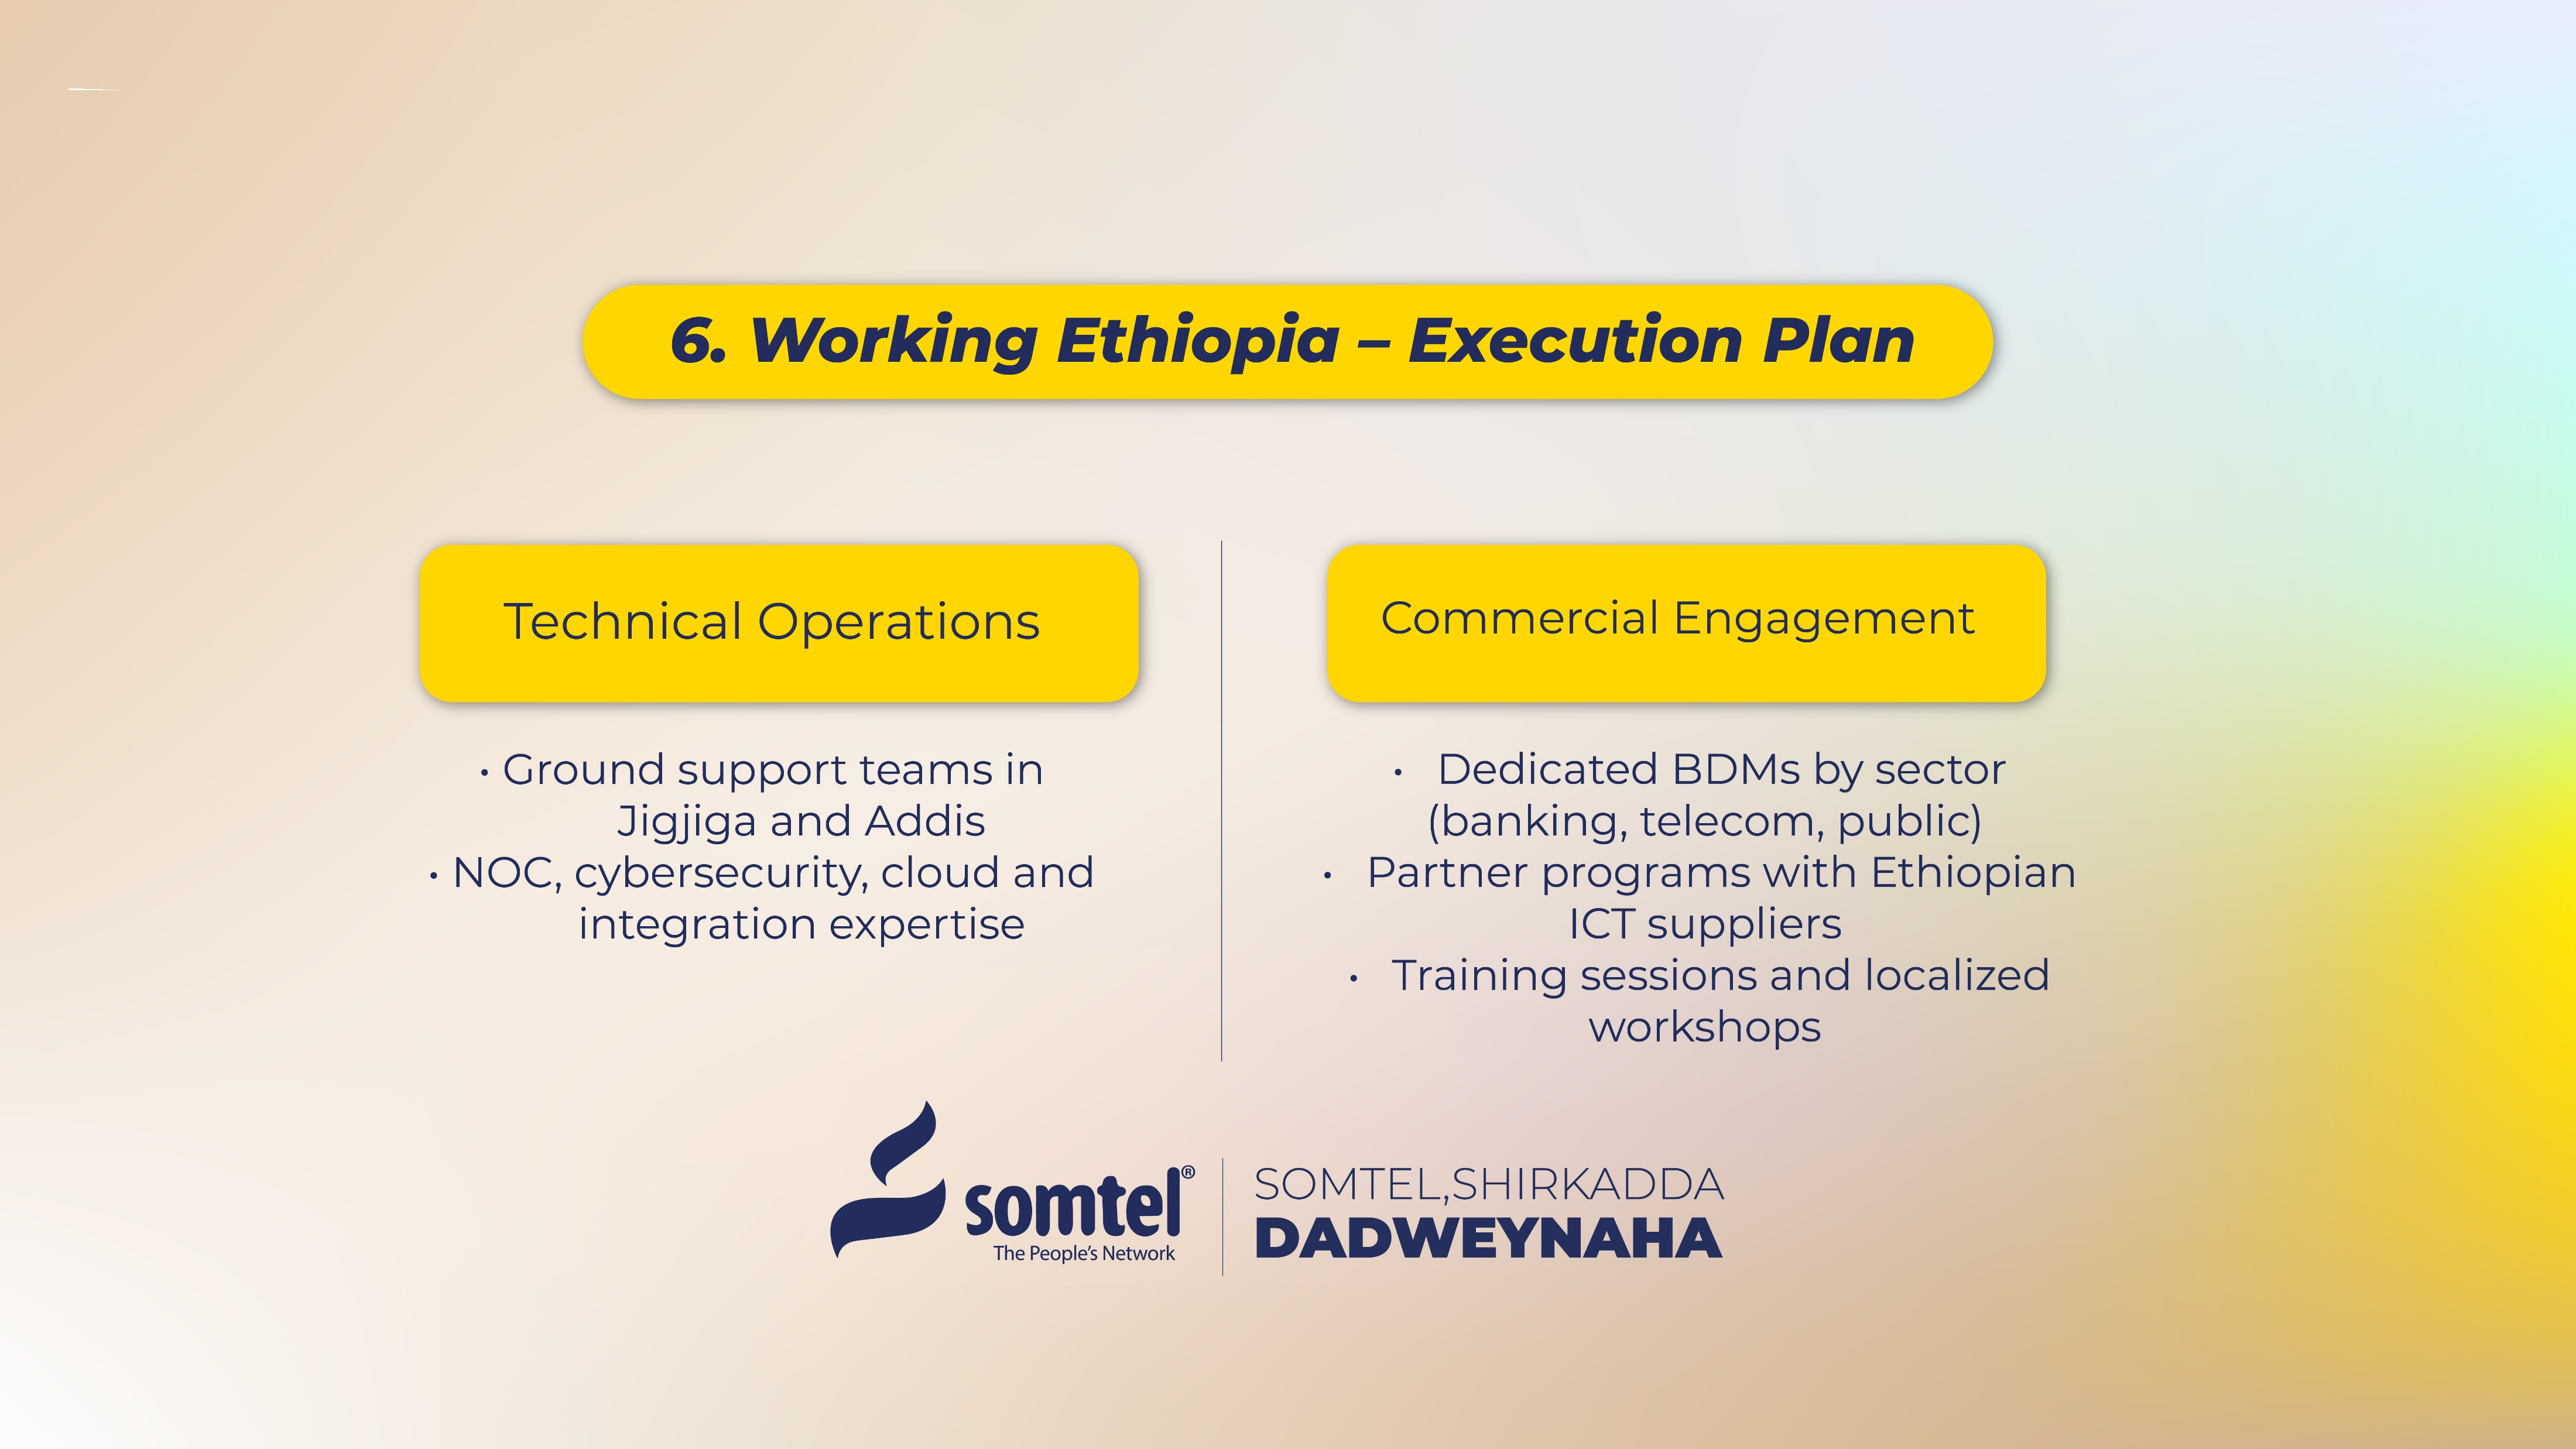 6. Working Ethiopia – Execution Plan
Technical Operations
• Ground support teams in
Jigjiga and Addis
• NOC, cybersecurity, cloud and
integration expertise
Commercial Engagement
• Dedicated BDMs by sector
(banking, telecom, public)
• Partner programs with Ethiopian
ICT suppliers
• Training sessions and localized
workshops
somtel®
The People's Network
SOMTEL,SHIRKADDA
DADWEYNAHA